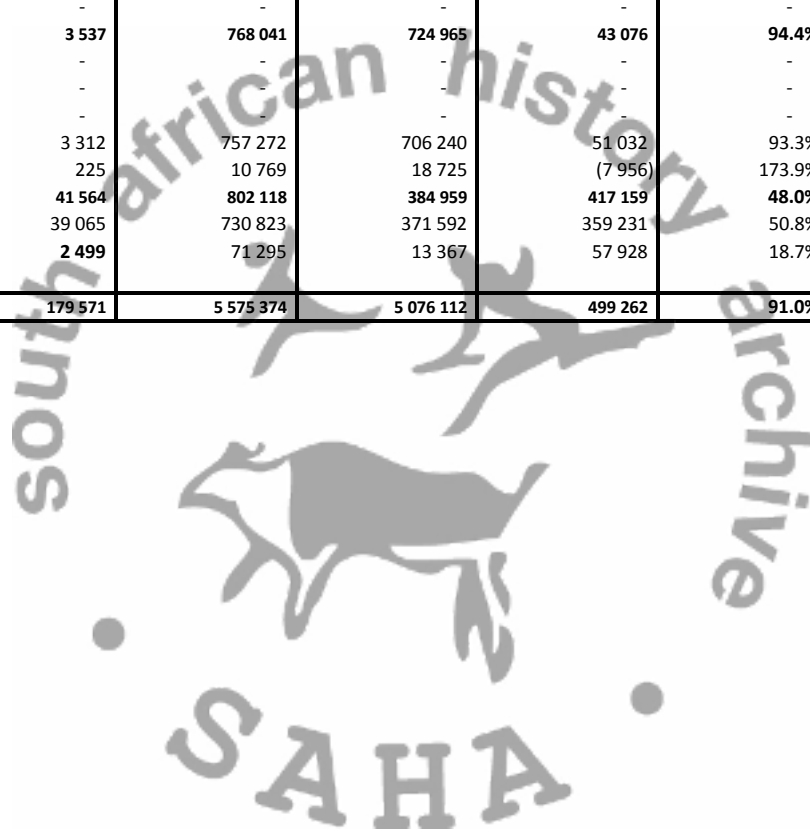 - - - - -
3 537 768 041 724 965 43 076 94.4%
- - - - -
- - - - -
- - - - -
3 312 757 272 706 240 51 032 93.3%
225 10 769 18 725 (7 956) 173.9%
41 564 802 118 384 959 417 159 48.0%
39 065 730 823 371 592 359 231 50.8%
2 499 71 295 13 367 57 928 18.7%
179 571 5 575 374 5 076 112 499 262 91.0%
south african history archive
SAHA